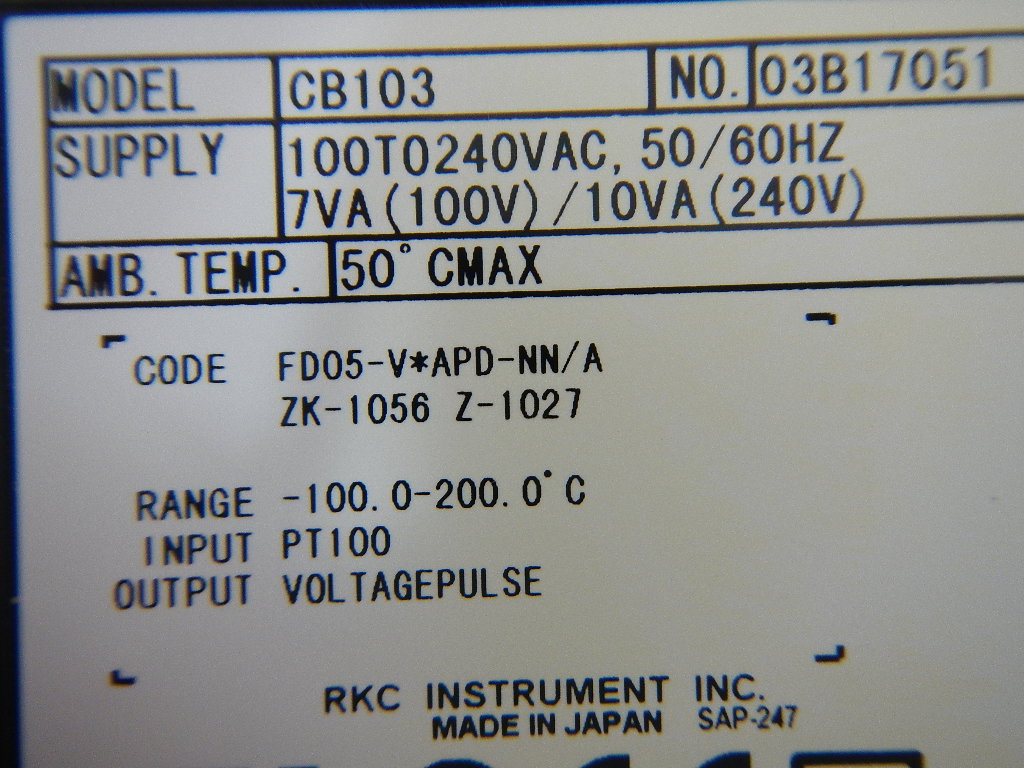 MODEL CB103 NO. 03B17051
SUPPLY 100TO240VAC, 50/60HZ
7VA(100V)/10VA(240V)
AMB. TEMP. 50°CMAX
CODE FD05-V*APD-NN/A
ZK-1056 Z-1027
RANGE -100.0-200.0°C
INPUT PT100
OUTPUT VOLTAGEPULSE
RKC INSTRUMENT INC.
MADE IN JAPAN SAP-247